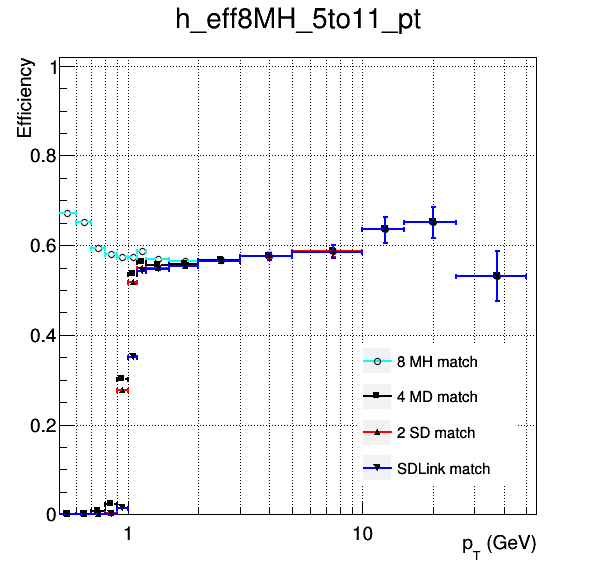 h_eff8MH_5to11_pt
Efficiency
1
0.8
0.6
0.4
0.2
0
8 MH match
4 MD match
2 SD match
SDLink match
1
10
p_T (GeV)